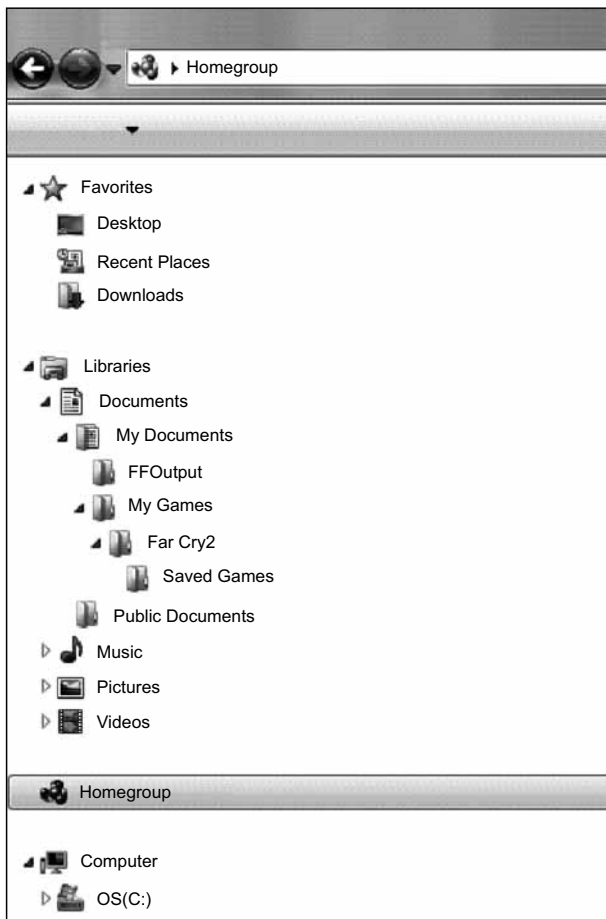 Homegroup
Favorites
Desktop
Recent Places
Downloads
Libraries
Documents
My Documents
FFOutput
My Games
Far Cry2
Saved Games
Public Documents
Music
Pictures
Videos
Homegroup
Computer
OS(C:)